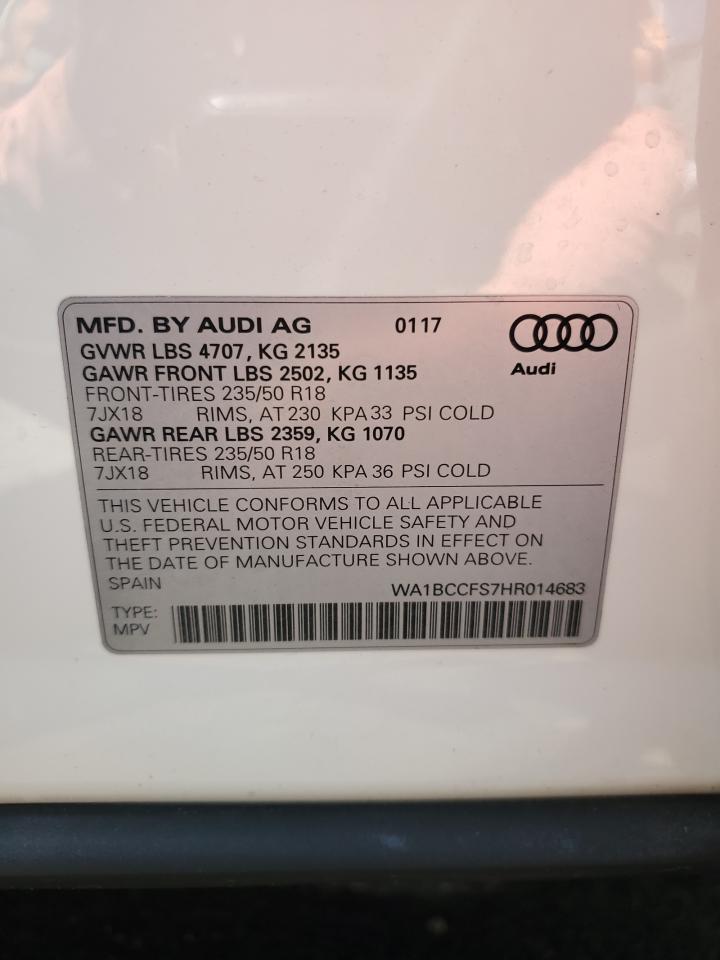 MFD. BY AUDI AG 0117
GVWR LBS 4707, KG 2135
GAWR FRONT LBS 2502, KG 1135
Audi
FRONT-TIRES 235/50 R18
7JX18 RIMS, AT 230 KPA 33 PSI COLD
GAWR REAR LBS 2359, KG 1070
REAR-TIRES 235/50 R18
7JX18 RIMS, AT 250 KPA 36 PSI COLD
THIS VEHICLE CONFORMS TO ALL APPLICABLE
U.S. FEDERAL MOTOR VEHICLE SAFETY AND
THEFT PREVENTION STANDARDS IN EFFECT ON
THE DATE OF MANUFACTURE SHOWN ABOVE.
SPAIN WA1BCCFS7HR014683
TYPE:
MPV